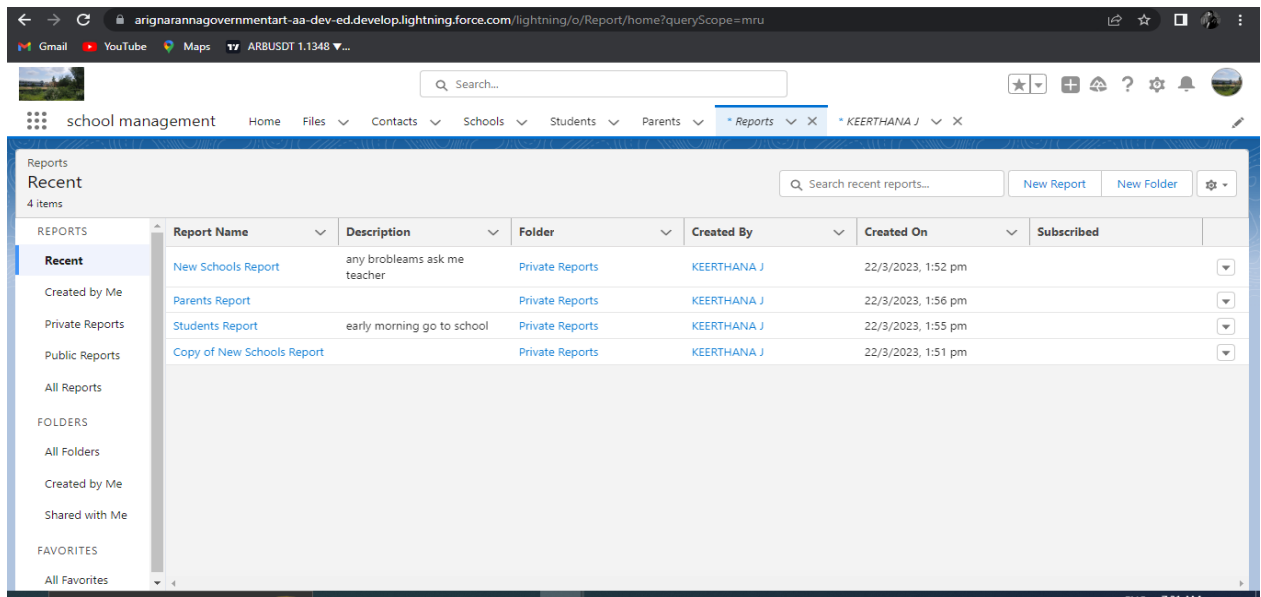 arignarannagovernmentart-aa-dev-ed.develop.lightning.force.com/lightning/o/Report/home?queryScope=mru
Gmail YouTube Maps ARBUSDT 1.1348 ▼...
Search...
school management Home Files Contacts Schools Students Parents * Reports * KEERTHANA J
Reports
Recent
4 items
Search recent reports...
New Report New Folder
REPORTS
Recent
Created by Me
Private Reports
Public Reports
All Reports
FOLDERS
All Folders
Created by Me
Shared with Me
FAVORITES
All Favorites
Report Name Description Folder Created By Created On Subscribed
New Schools Report any brobleams ask me teacher Private Reports KEERTHANA J 22/3/2023, 1:52 pm
Parents Report Private Reports KEERTHANA J 22/3/2023, 1:56 pm
Students Report early morning go to school Private Reports KEERTHANA J 22/3/2023, 1:55 pm
Copy of New Schools Report Private Reports KEERTHANA J 22/3/2023, 1:51 pm